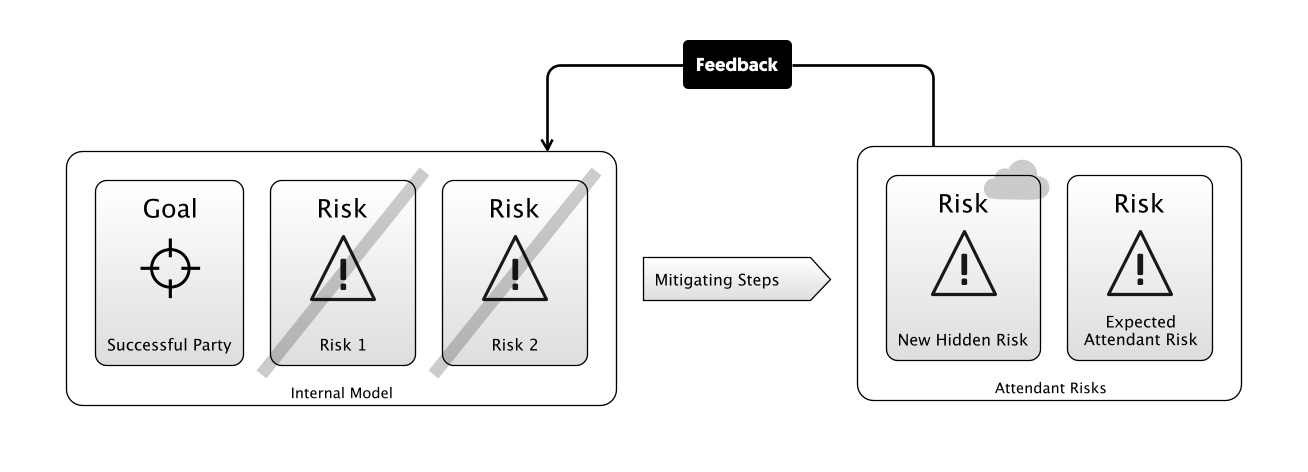 Feedback
Goal
Successful Party
Risk
Risk 1
Risk
Risk 2
Internal Model
Mitigating Steps
Risk
New Hidden Risk
Risk
Expected
Attendant Risk
Attendant Risks